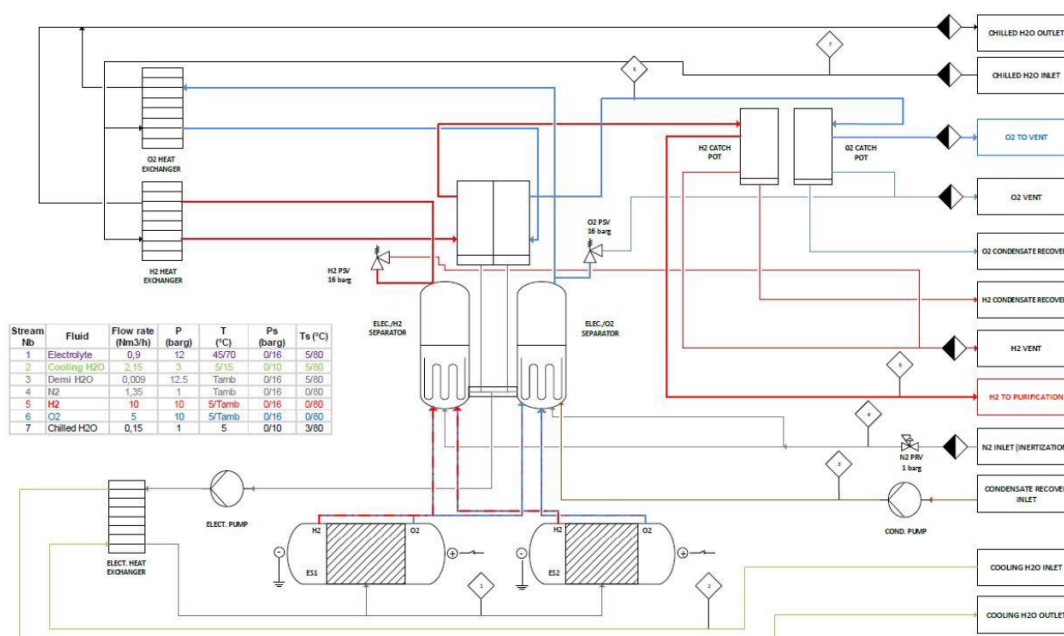 CHILLED H2O OUTLET
7
CHILLED H2O INLET
6
O2 HEAT
EXCHANGER
H2 CATCH
POT
O2 CATCH
POT
O2 TO VENT
O2 VENT
O2 PSV
16 barg
O2 CONDENSATE RECOVER
H2 HEAT
EXCHANGER
H2 PSV
16 barg
H2 CONDENSATE RECOVER
ELEC./H2
SEPARATOR
ELEC./O2
SEPARATOR
H2 VENT
5
H2 TO PURIFICATION
Stream Nb Fluid Flow rate (Nm3/h) P (barg) T (°C) Ps (barg) Ts (°C)
1 Electrolyte 0,9 12 45/70 0/16 5/80
2 Cooling H2O 2,15 3 5/15 0/10 5/80
3 Demi H2O 0,009 12.5 Tamb 0/16 5/80
4 N2 1,35 1 Tamb 0/16 0/80
5 H2 10 10 5/Tamb 0/16 0/80
6 O2 5 10 5/Tamb 0/16 0/80
7 Chilled H2O 0,15 1 5 0/10 3/80
4
N2 INLET (INERTIZATION
N2 PRV
1 barg
3
CONDENSATE RECOVE
INLET
COND. PUMP
ELECT. PUMP
ELECT. HEAT
EXCHANGER
H2 O2
ES1
H2 O2
ES2
- +
- +
1
2
COOLING H2O INLET
COOLING H2O OUTLET